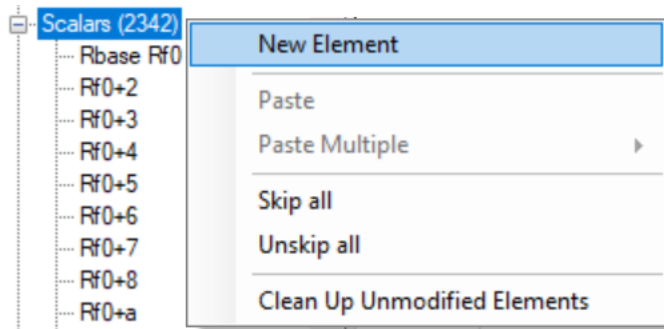 Scalars (2342)
Rbase Rf0
Rf0+2
Rf0+3
Rf0+4
Rf0+5
Rf0+6
Rf0+7
Rf0+8
Rf0+a
New Element
Paste
Paste Multiple
Skip all
Unskip all
Clean Up Unmodified Elements